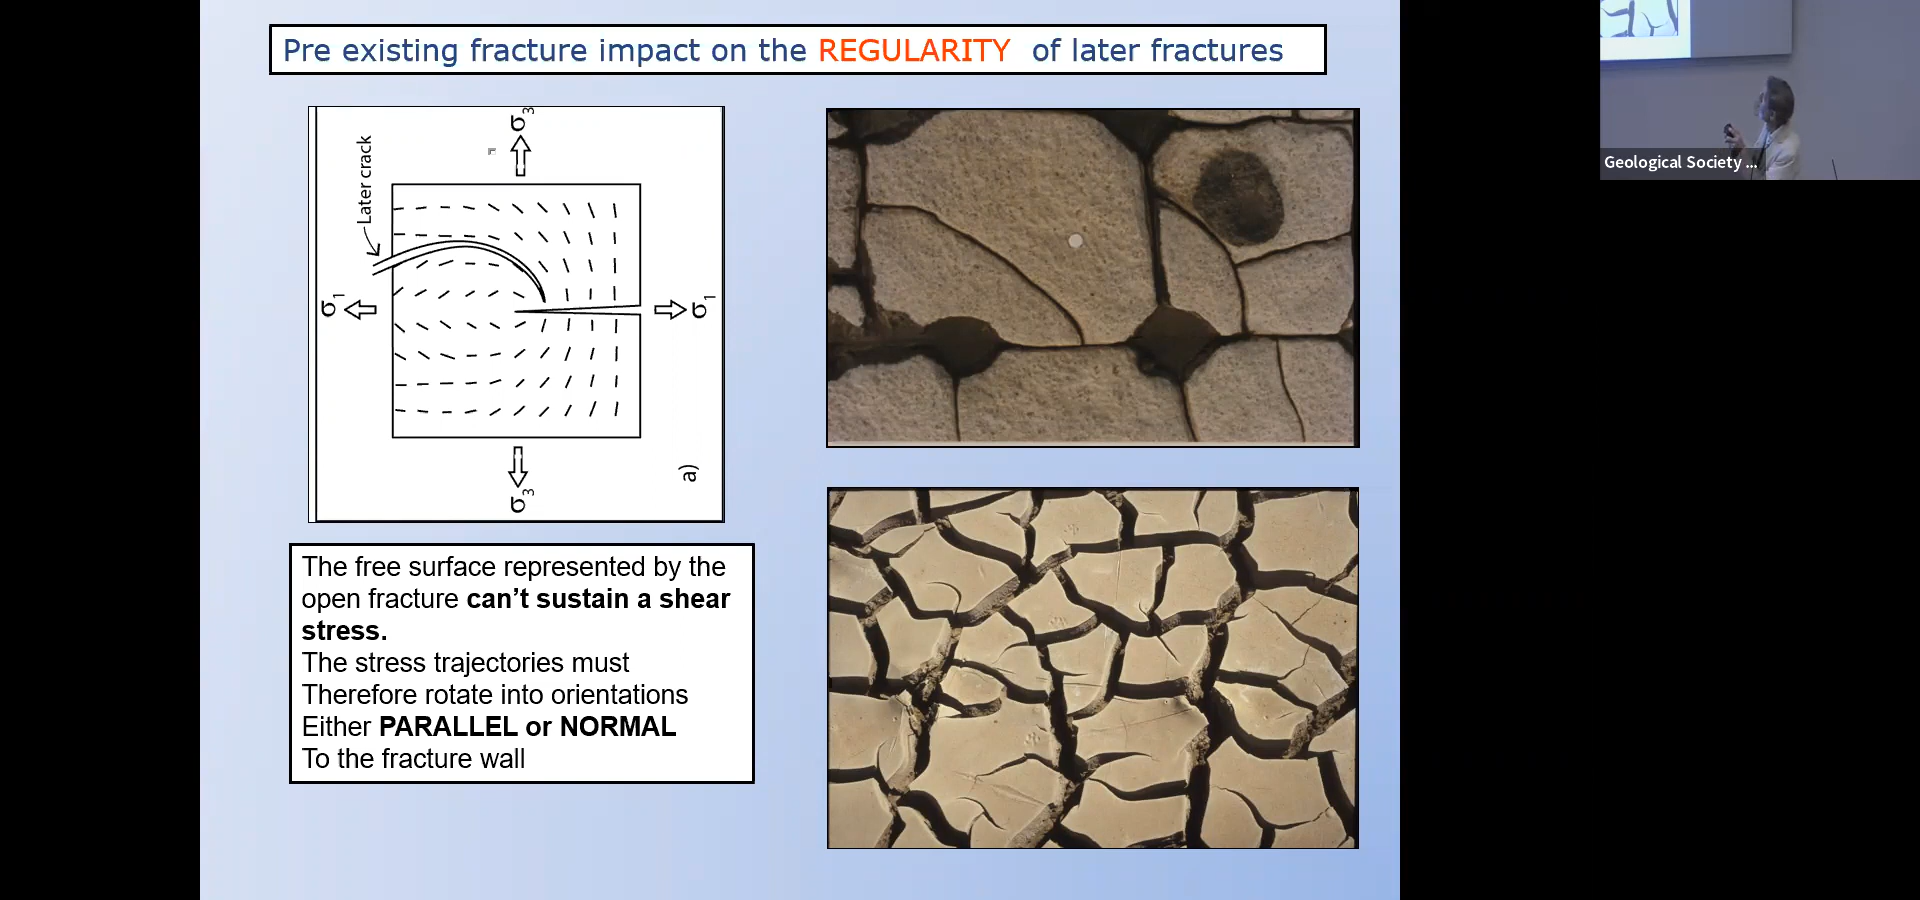 Pre existing fracture impact on the REGULARITY of later fractures
σ3
Later crack
σ1
σ1
σ3
a)
The free surface represented by the
open fracture can't sustain a shear
stress.
The stress trajectories must
Therefore rotate into orientations
Either PARALLEL or NORMAL
To the fracture wall
Geological Society ...